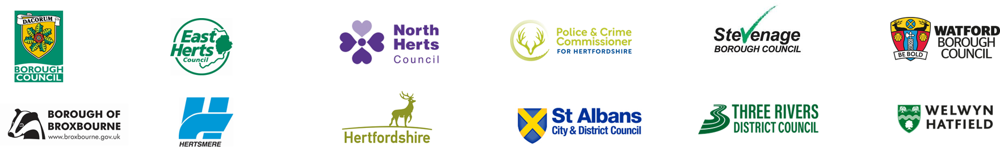 DACORUM
BOROUGH
COUNCIL
East
Herts
Council
North
Herts
Council
Police & Crime
Commissioner
FOR HERTFORDSHIRE
Stevenage
BOROUGH COUNCIL
BE BOLD
WATFORD
BOROUGH
COUNCIL
BOROUGH OF
BROXBOURNE
www.broxbourne.gov.uk
HERTSMERE
Hertfordshire
St Albans
City & District Council
THREE RIVERS
DISTRICT COUNCIL
WELWYN
HATFIELD